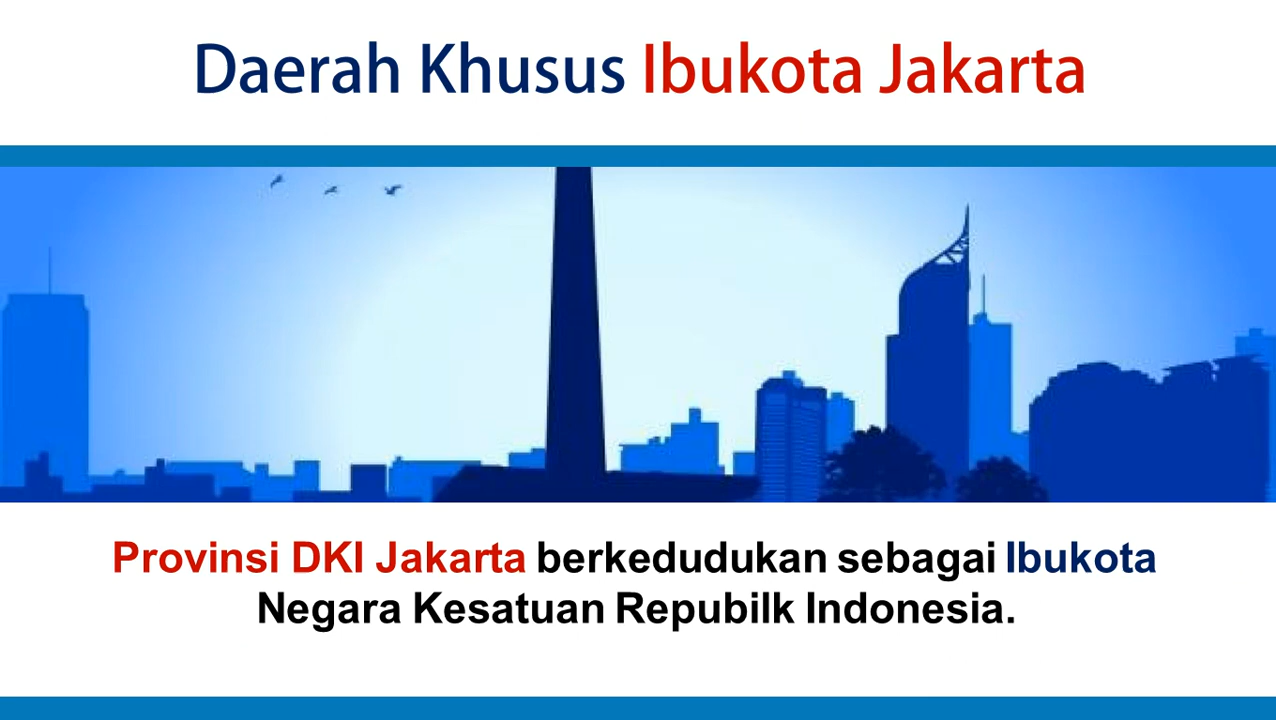 Daerah Khusus Ibukota Jakarta
Provinsi DKI Jakarta berkedudukan sebagai Ibukota
Negara Kesatuan Repubilk Indonesia.